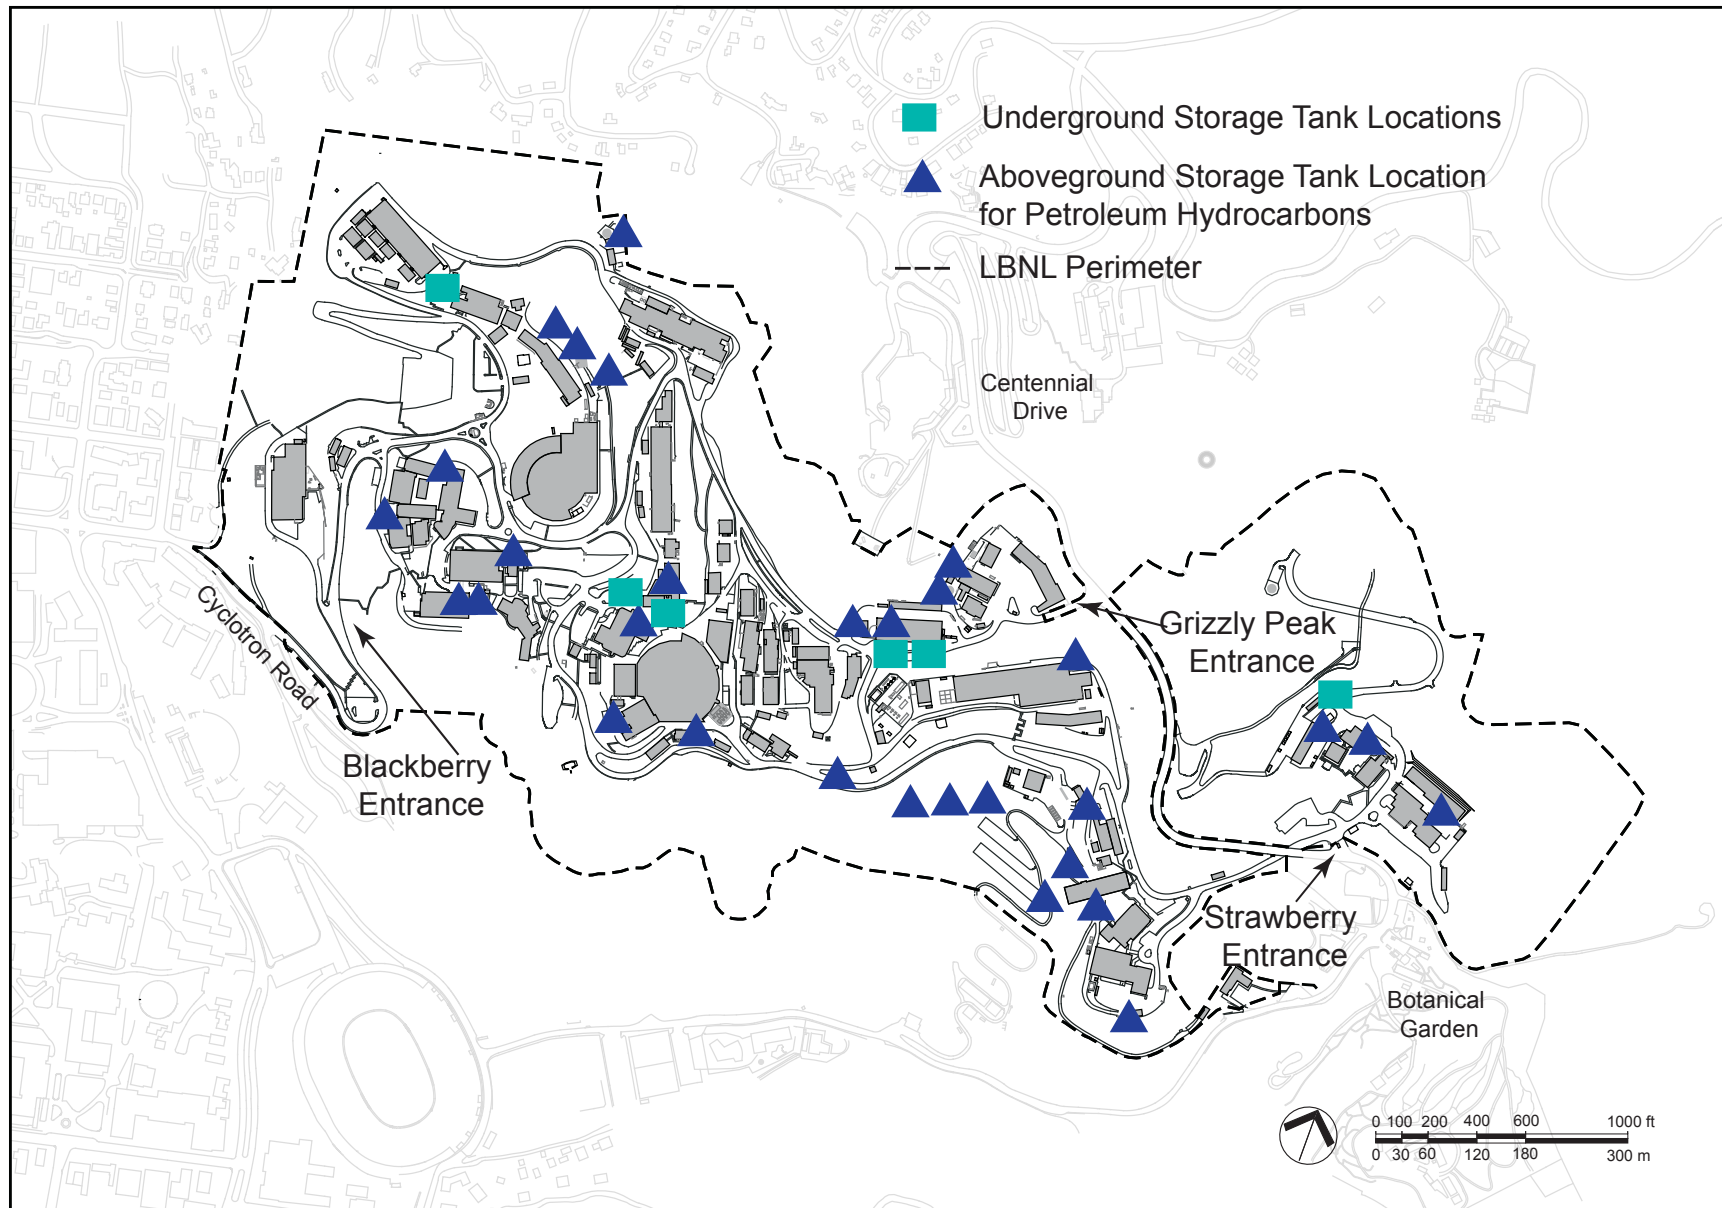 Underground Storage Tank Locations
Aboveground Storage Tank Location
for Petroleum Hydrocarbons
LBNL Perimeter
Centennial
Drive
Grizzly Peak
Entrance
Cyclotron Road
Blackberry
Entrance
Strawberry
Entrance
Botanical
Garden
0 100 200 400 600 1000 ft
0 30 60 120 180 300 m